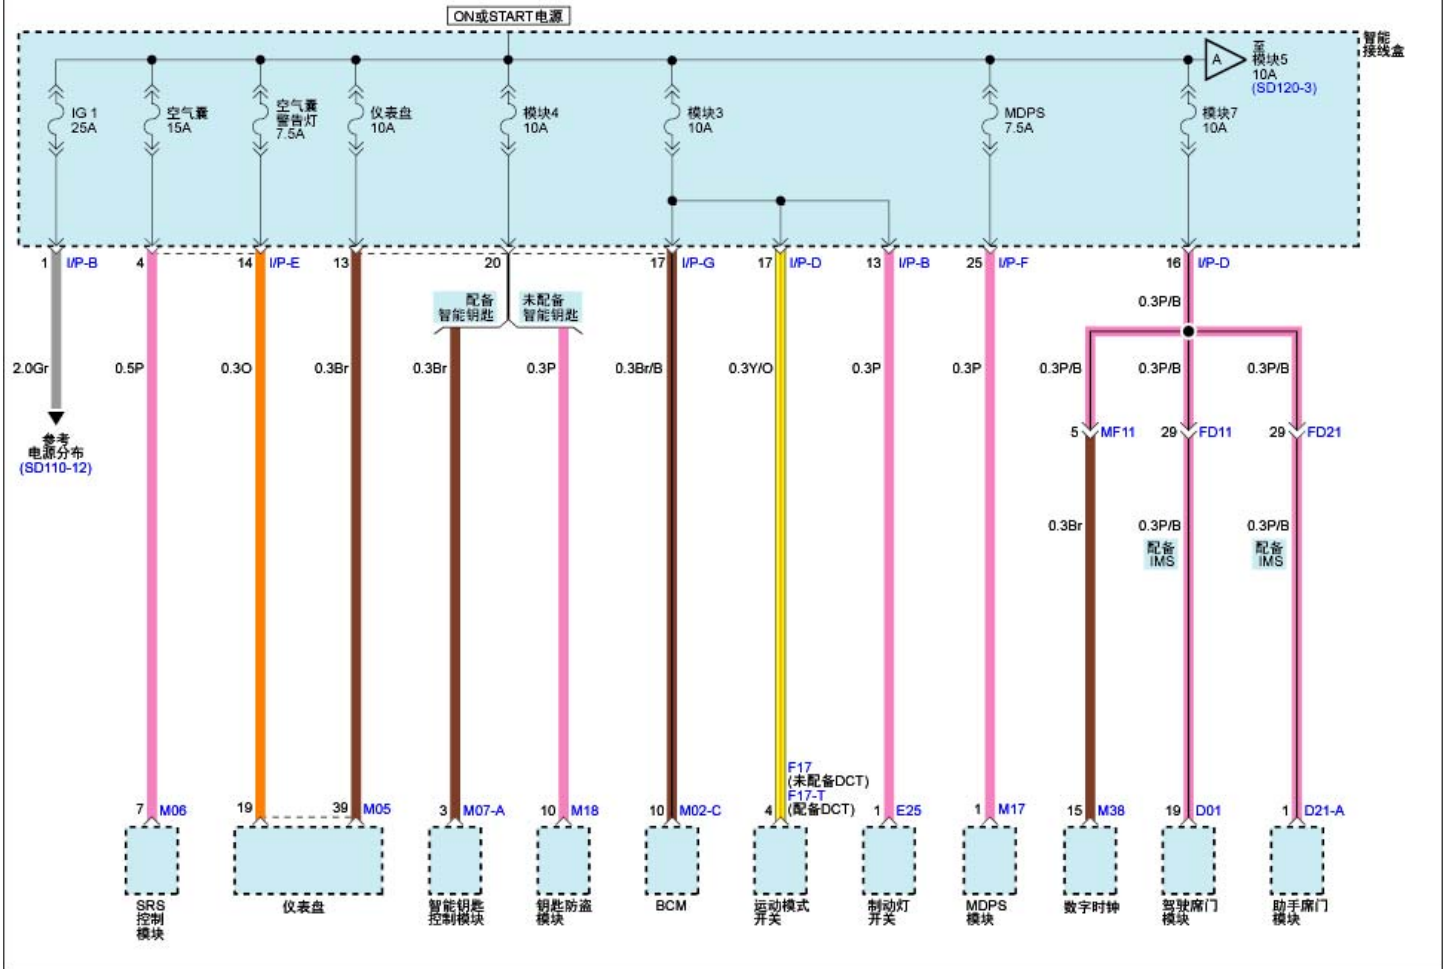 ON或START电源
智能
接线盒
至
模块5
10A
(SD120-3)
A
IG 1
25A
空气囊
15A
空气囊
警告灯
7.5A
仪表盘
10A
模块4
10A
模块3
10A
MDPS
7.5A
模块7
10A
1 I/P-B
4
14 I/P-E
13
20
17 I/P-G
17 I/P-D
13 I/P-B
25 I/P-F
16 I/P-D
配备
智能钥匙
未配备
智能钥匙
0.3P/B
2.0Gr
0.5P
0.3O
0.3Br
0.3Br
0.3P
0.3Br/B
0.3Y/O
0.3P
0.3P
0.3P/B
0.3P/B
0.3P/B
参考
电源分布
(SD110-12)
5 MF11
29 FD11
29 FD21
0.3Br
0.3P/B
配备
IMS
0.3P/B
配备
IMS
F17
(未配备DCT)
F17-T
(配备DCT)
7 M06
19
39 M05
3 M07-A
10 M18
10 M02-C
4
1 E25
1 M17
15 M38
19 D01
1 D21-A
SRS
控制
模块
仪表盘
智能钥匙
控制模块
钥匙防盗
模块
BCM
运动模式
开关
制动灯
开关
MDPS
模块
数字时钟
驾驶席门
模块
助手席门
模块